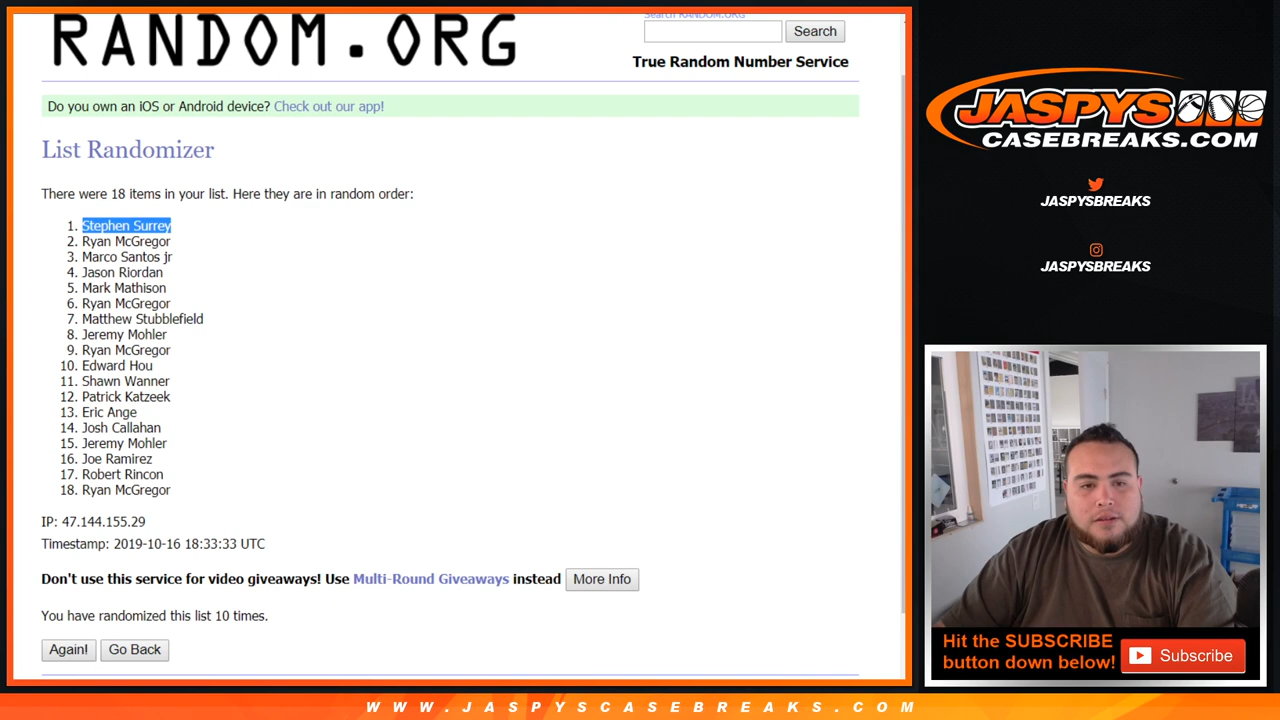 RANDOM.ORG
Search RANDOM.ORG
Search
True Random Number Service
Do you own an iOS or Android device? Check out our app!
List Randomizer
There were 18 items in your list. Here they are in random order:
1. Stephen Surrey
2. Ryan McGregor
3. Marco Santos jr
4. Jason Riordan
5. Mark Mathison
6. Ryan McGregor
7. Matthew Stubblefield
8. Jeremy Mohler
9. Ryan McGregor
10. Edward Hou
11. Shawn Wanner
12. Patrick Katzeek
13. Eric Ange
14. Josh Callahan
15. Jeremy Mohler
16. Joe Ramirez
17. Robert Rincon
18. Ryan McGregor
IP: 47.144.155.29
Timestamp: 2019-10-16 18:33:33 UTC
Don't use this service for video giveaways! Use Multi-Round Giveaways instead More Info
You have randomized this list 10 times.
Again! Go Back
JASPYS
CASEBREAKS.COM
JASPYSBREAKS
JASPYSBREAKS
Hit the SUBSCRIBE
button down below!
Subscribe
WWW.JASPYSCASEBREAKS.COM